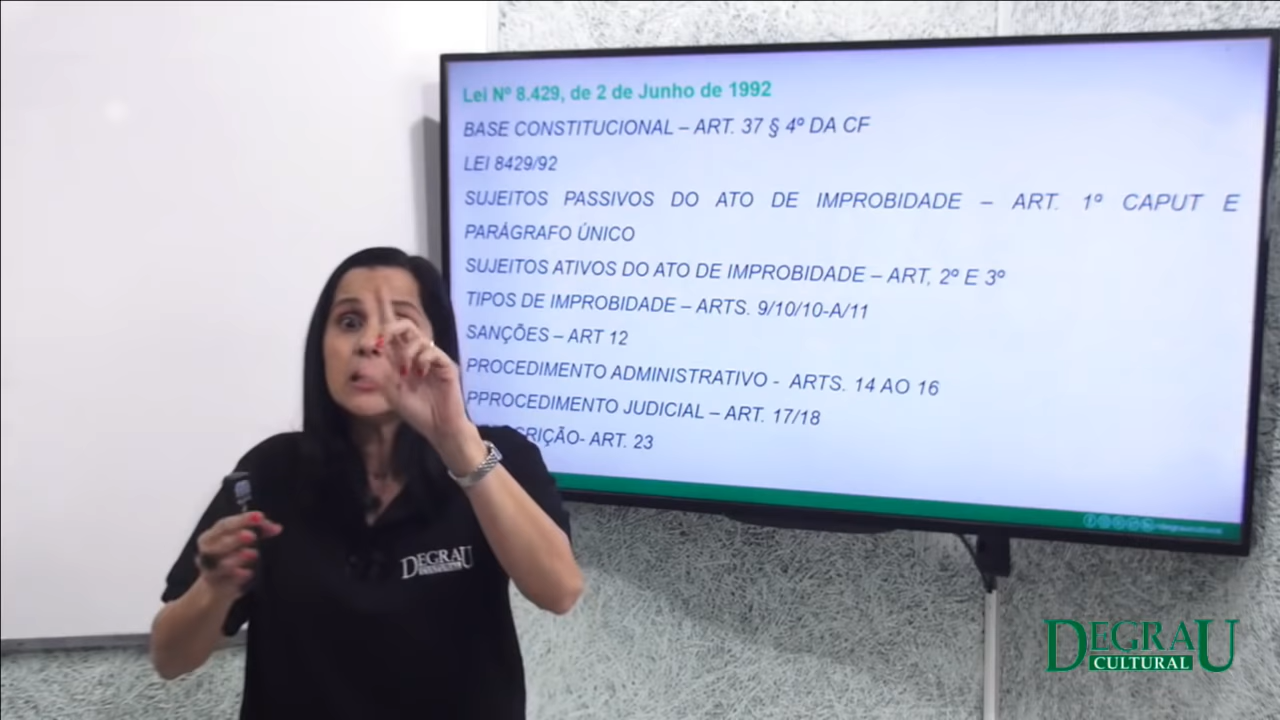 Lei Nº 8.429, de 2 de Junho de 1992
BASE CONSTITUCIONAL – ART. 37 § 4º DA CF
LEI 8429/92
SUJEITOS PASSIVOS DO ATO DE IMPROBIDADE – ART. 1º CAPUT E
PARÁGRAFO ÚNICO
SUJEITOS ATIVOS DO ATO DE IMPROBIDADE – ART, 2º E 3º
TIPOS DE IMPROBIDADE – ARTS. 9/10/10-A/11
SANÇÕES – ART 12
PROCEDIMENTO ADMINISTRATIVO - ARTS. 14 AO 16
PPROCEDIMENTO JUDICIAL – ART. 17/18
CRIÇÃO- ART. 23
DEGRAU
DEGRAU
CULTURAL